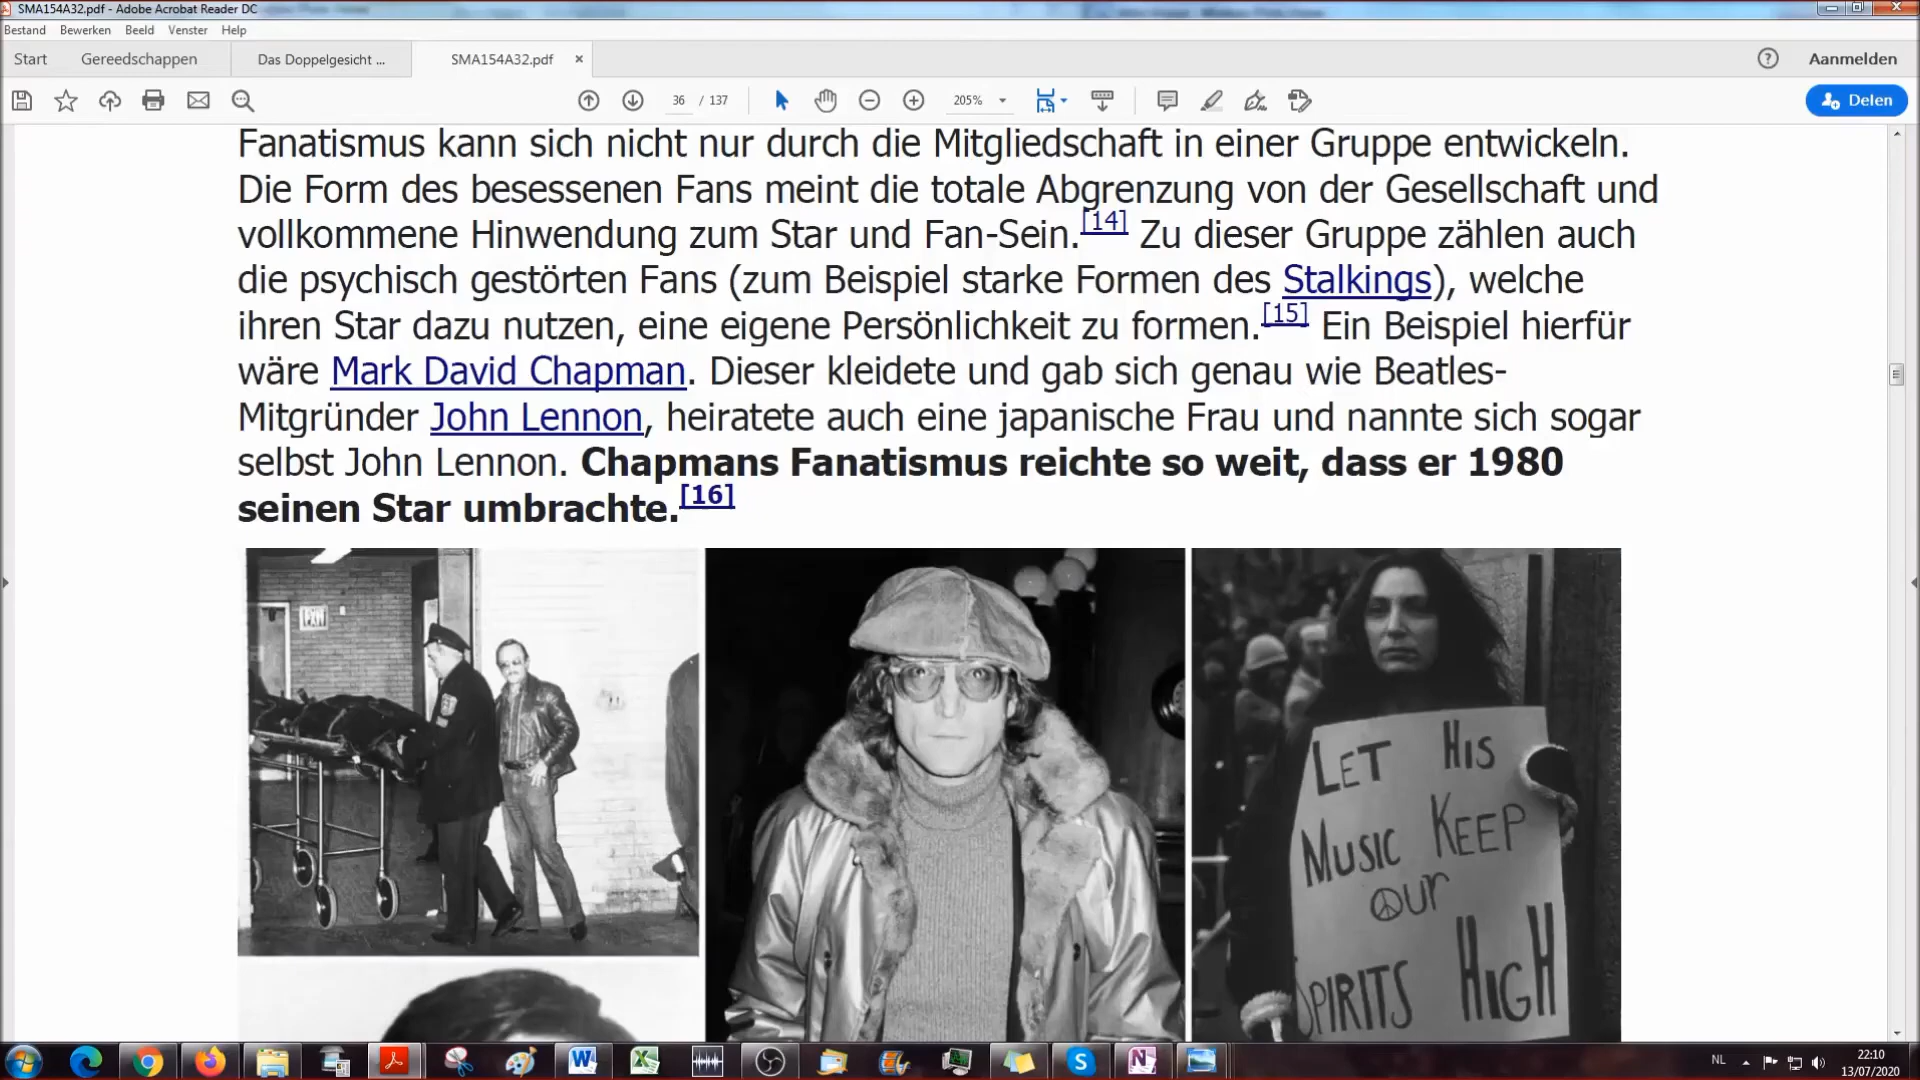 SMA154A32.pdf - Adobe Acrobat Reader DC
Bestand Bewerken Beeld Venster Help
Start Gereedschappen Das Doppelgesicht ... SMA154A32.pdf × Aanmelden
36 / 137 205% Delen
Fanatismus kann sich nicht nur durch die Mitgliedschaft in einer Gruppe entwickeln.
Die Form des besessenen Fans meint die totale Abgrenzung von der Gesellschaft und
vollkommene Hinwendung zum Star und Fan-Sein.[14] Zu dieser Gruppe zählen auch
die psychisch gestörten Fans (zum Beispiel starke Formen des Stalkings), welche
ihren Star dazu nutzen, eine eigene Persönlichkeit zu formen.[15] Ein Beispiel hierfür
wäre Mark David Chapman. Dieser kleidete und gab sich genau wie Beatles-
Mitgründer John Lennon, heiratete auch eine japanische Frau und nannte sich sogar
selbst John Lennon. Chapmans Fanatismus reichte so weit, dass er 1980
seinen Star umbrachte.[16]
LET HIS
MUSIC KEEP
OUR
SPIRITS HIGH
NL 22:10
13/07/2020